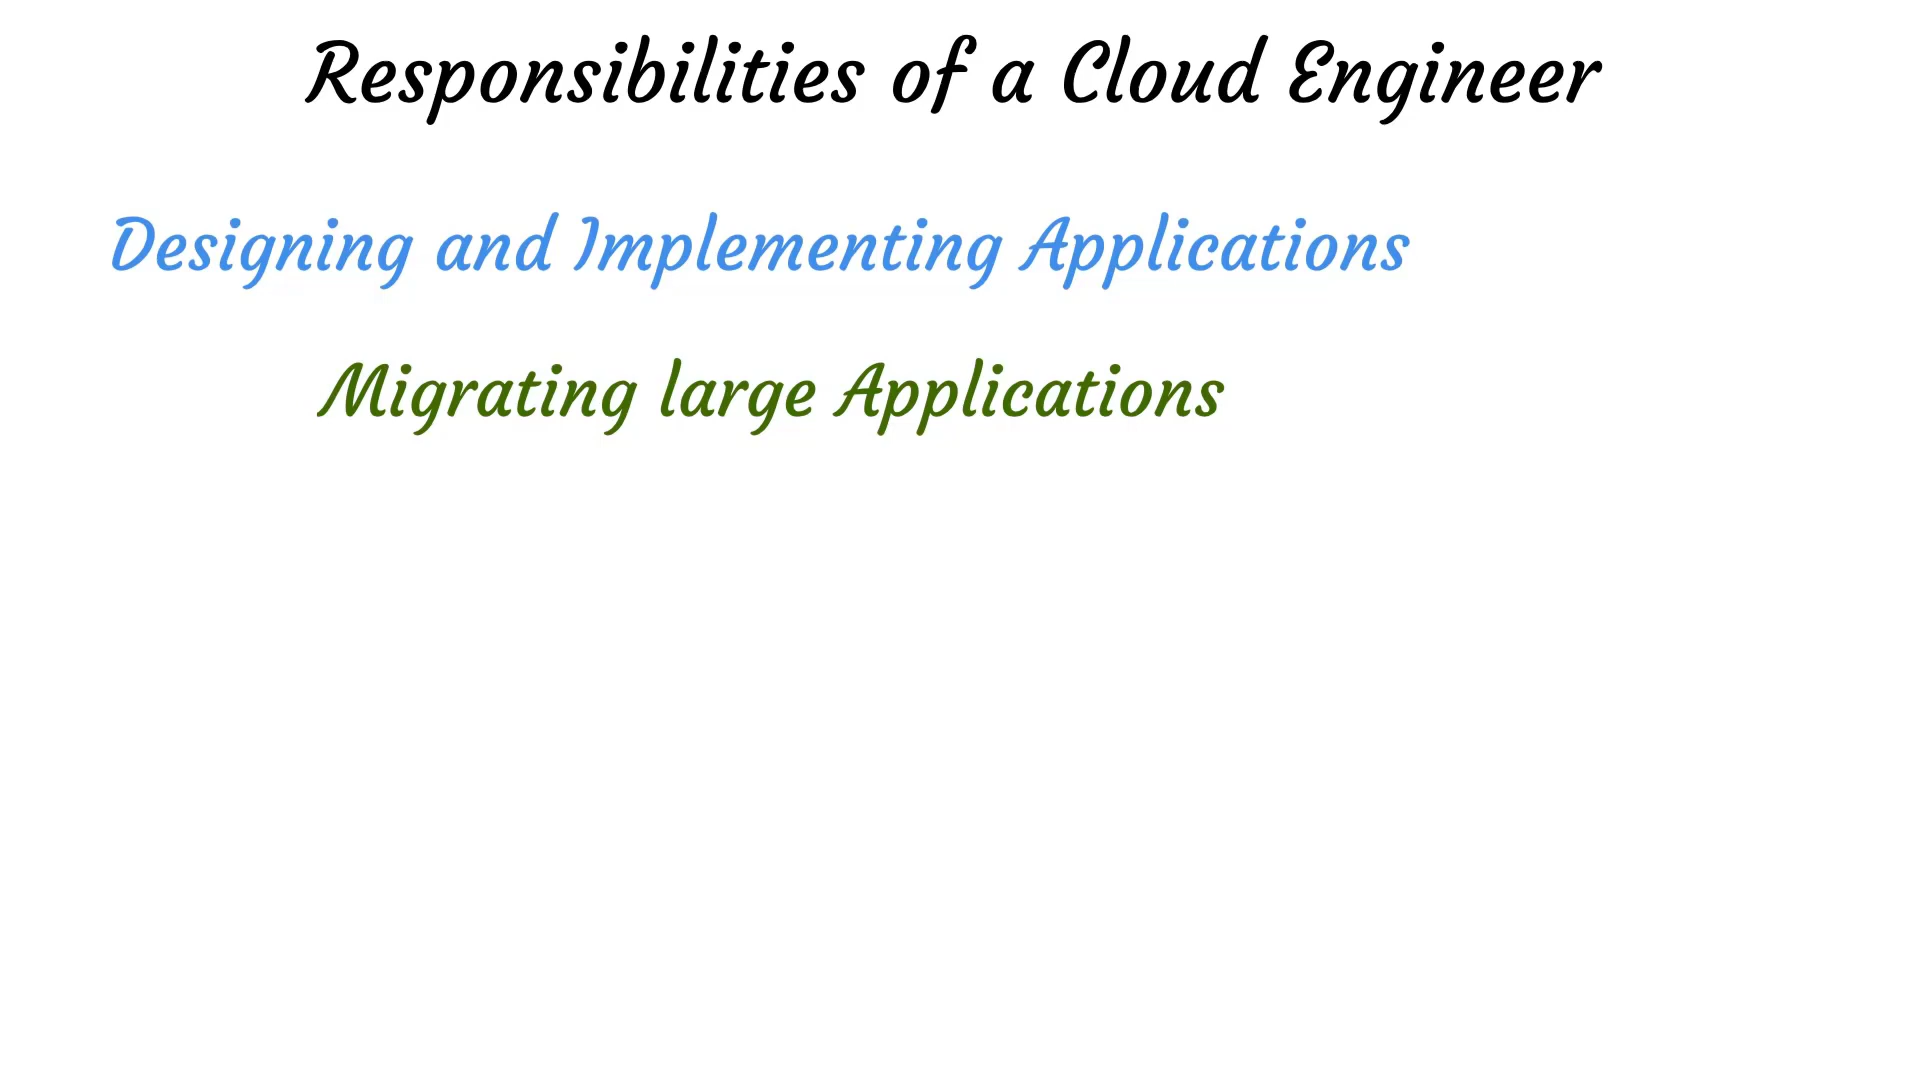 Responsibilities of a Cloud Engineer
Designing and Implementing Applications
Migrating large Applications